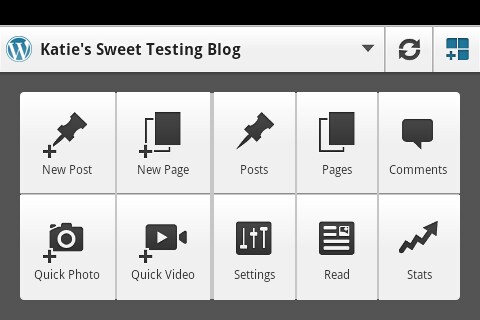 Katie's Sweet Testing Blog
New Post
New Page
Posts
Pages
Comments
Quick Photo
Quick Video
Settings
Read
Stats